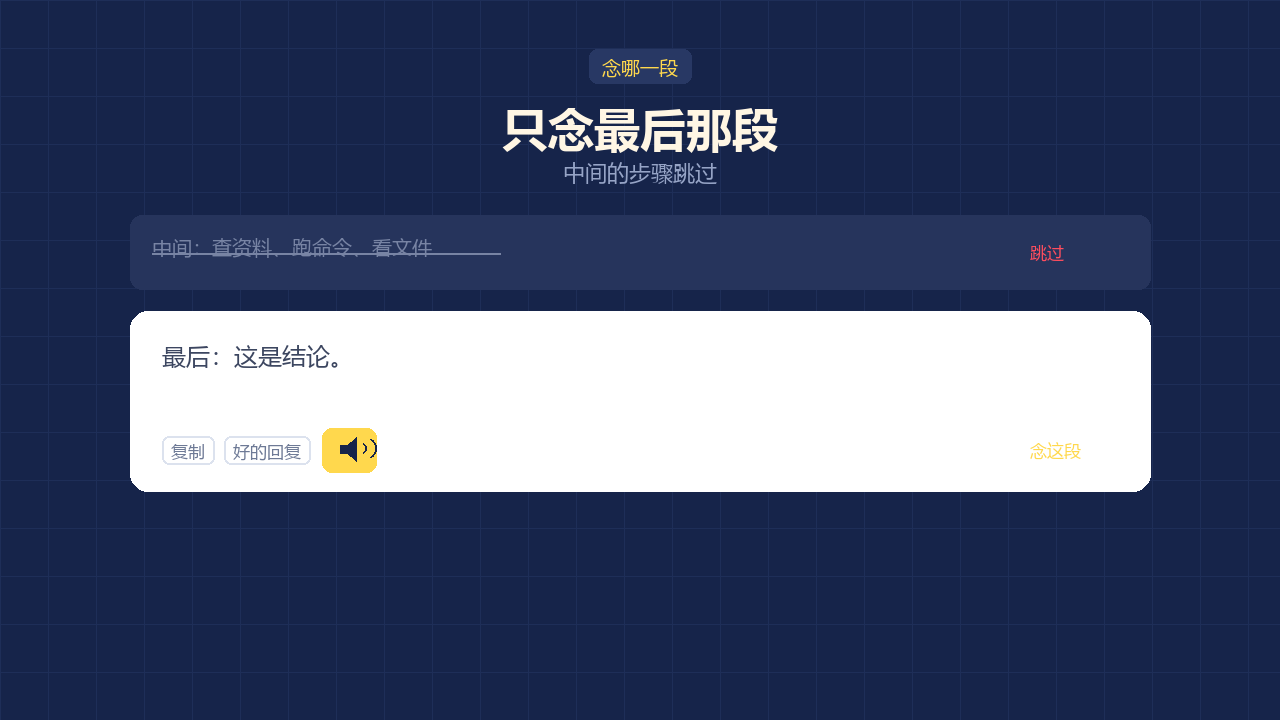 念哪一段
只念最后那段
中间的步骤跳过
中间：查资料、跑命令、看文件
跳过
最后：这是结论。
复制
好的回复
念这段